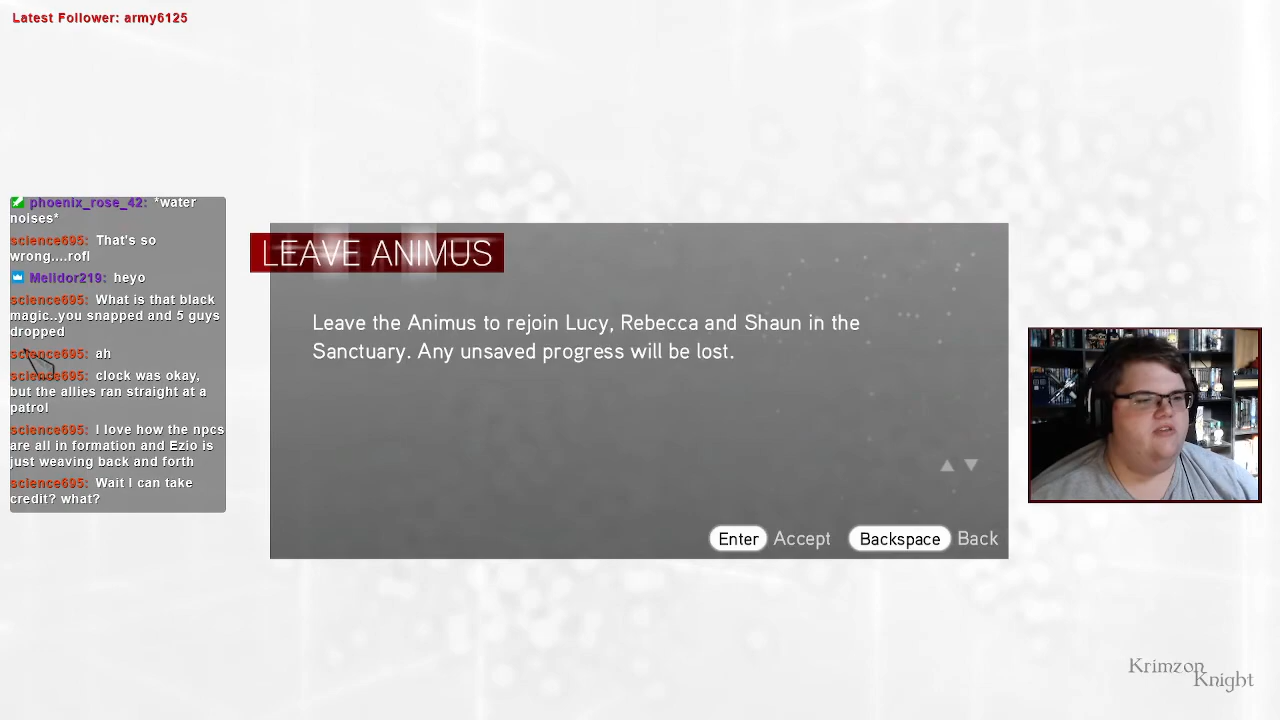 Latest Follower: army6125
phoenix_rose_42: *water
noises*
science695: That's so
wrong....rofl
Melidor219: heyo
science695: What is that black
magic..you snapped and 5 guys
dropped
science695: ah
science695: clock was okay,
but the allies ran straight at a
patrol
science695: I love how the npcs
are all in formation and Ezio is
just weaving back and forth
science695: Wait I can take
credit? what?
LEAVE ANIMUS
Leave the Animus to rejoin Lucy, Rebecca and Shaun in the
Sanctuary. Any unsaved progress will be lost.
Enter Accept Backspace Back
Krimzon
Knight